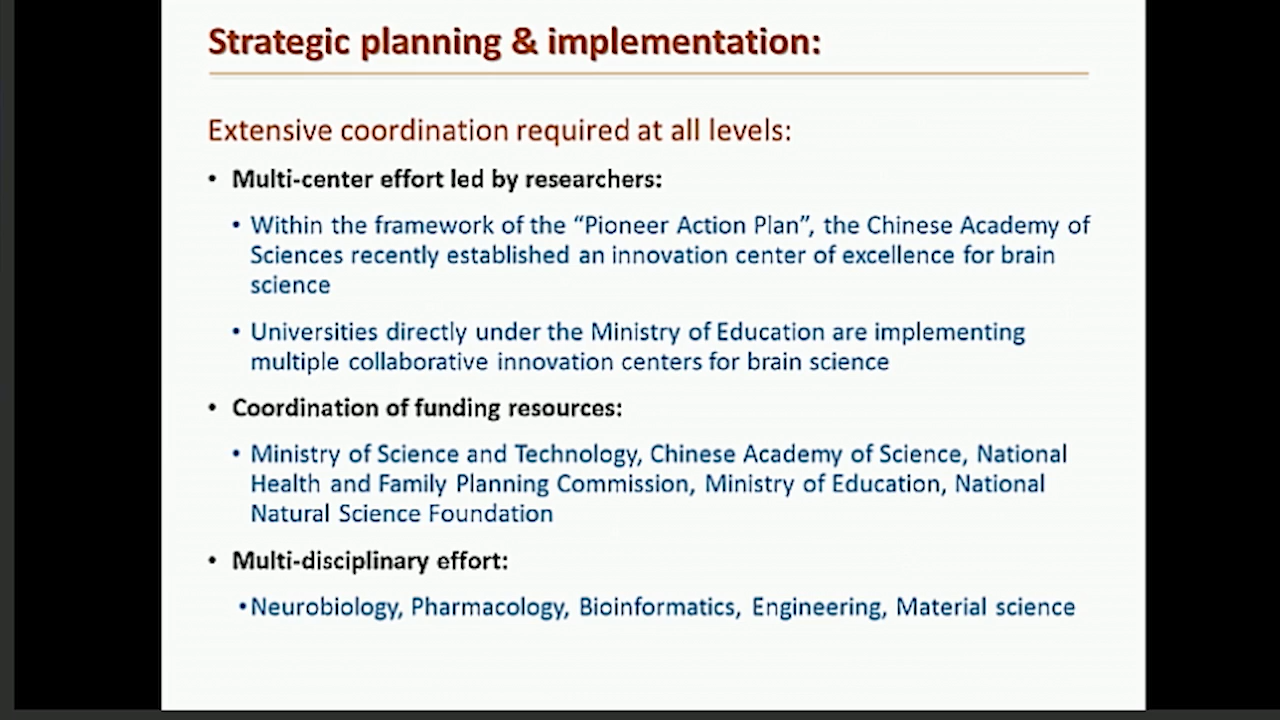 Strategic planning & implementation:
Extensive coordination required at all levels:
• Multi-center effort led by researchers:
• Within the framework of the “Pioneer Action Plan”, the Chinese Academy of
Sciences recently established an innovation center of excellence for brain
science
• Universities directly under the Ministry of Education are implementing
multiple collaborative innovation centers for brain science
• Coordination of funding resources:
• Ministry of Science and Technology, Chinese Academy of Science, National
Health and Family Planning Commission, Ministry of Education, National
Natural Science Foundation
• Multi-disciplinary effort:
•Neurobiology, Pharmacology, Bioinformatics, Engineering, Material science